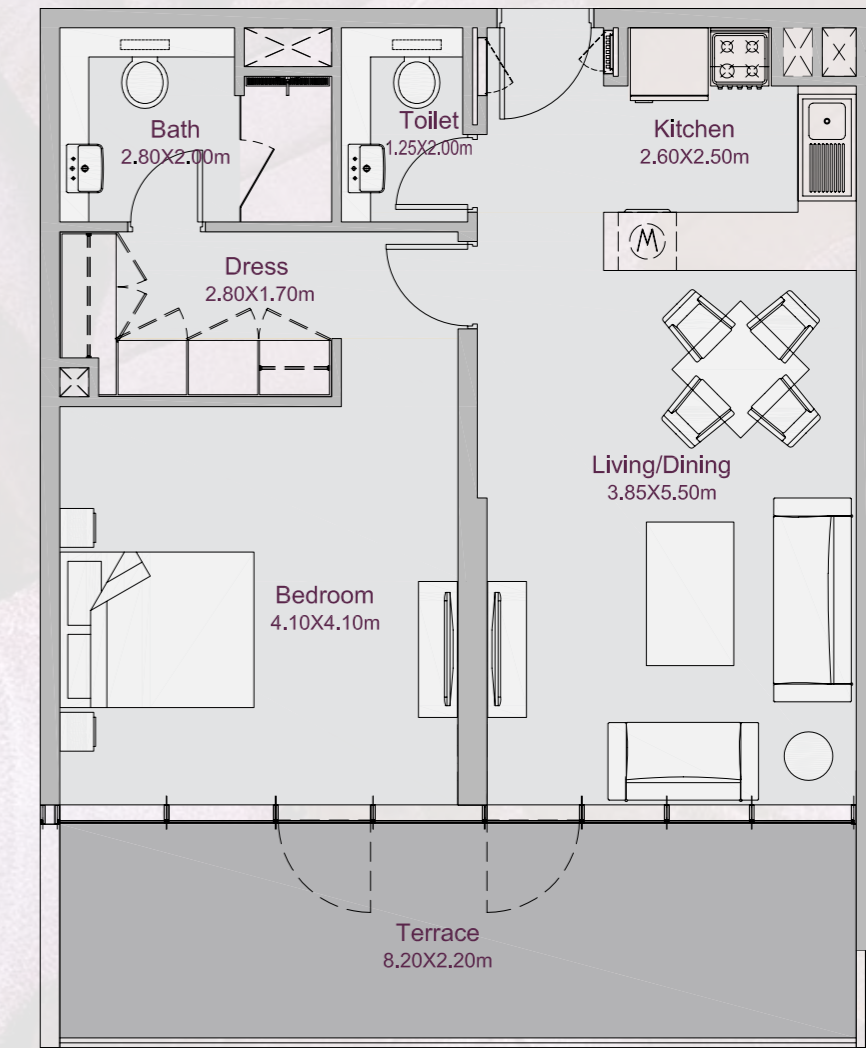 Bath
2.80X2.00m
Toilet
1.25X2.00m
Kitchen
2.60X2.50m
W
Dress
2.80X1.70m
Living/Dining
3.85X5.50m
Bedroom
4.10X4.10m
Terrace
8.20X2.20m